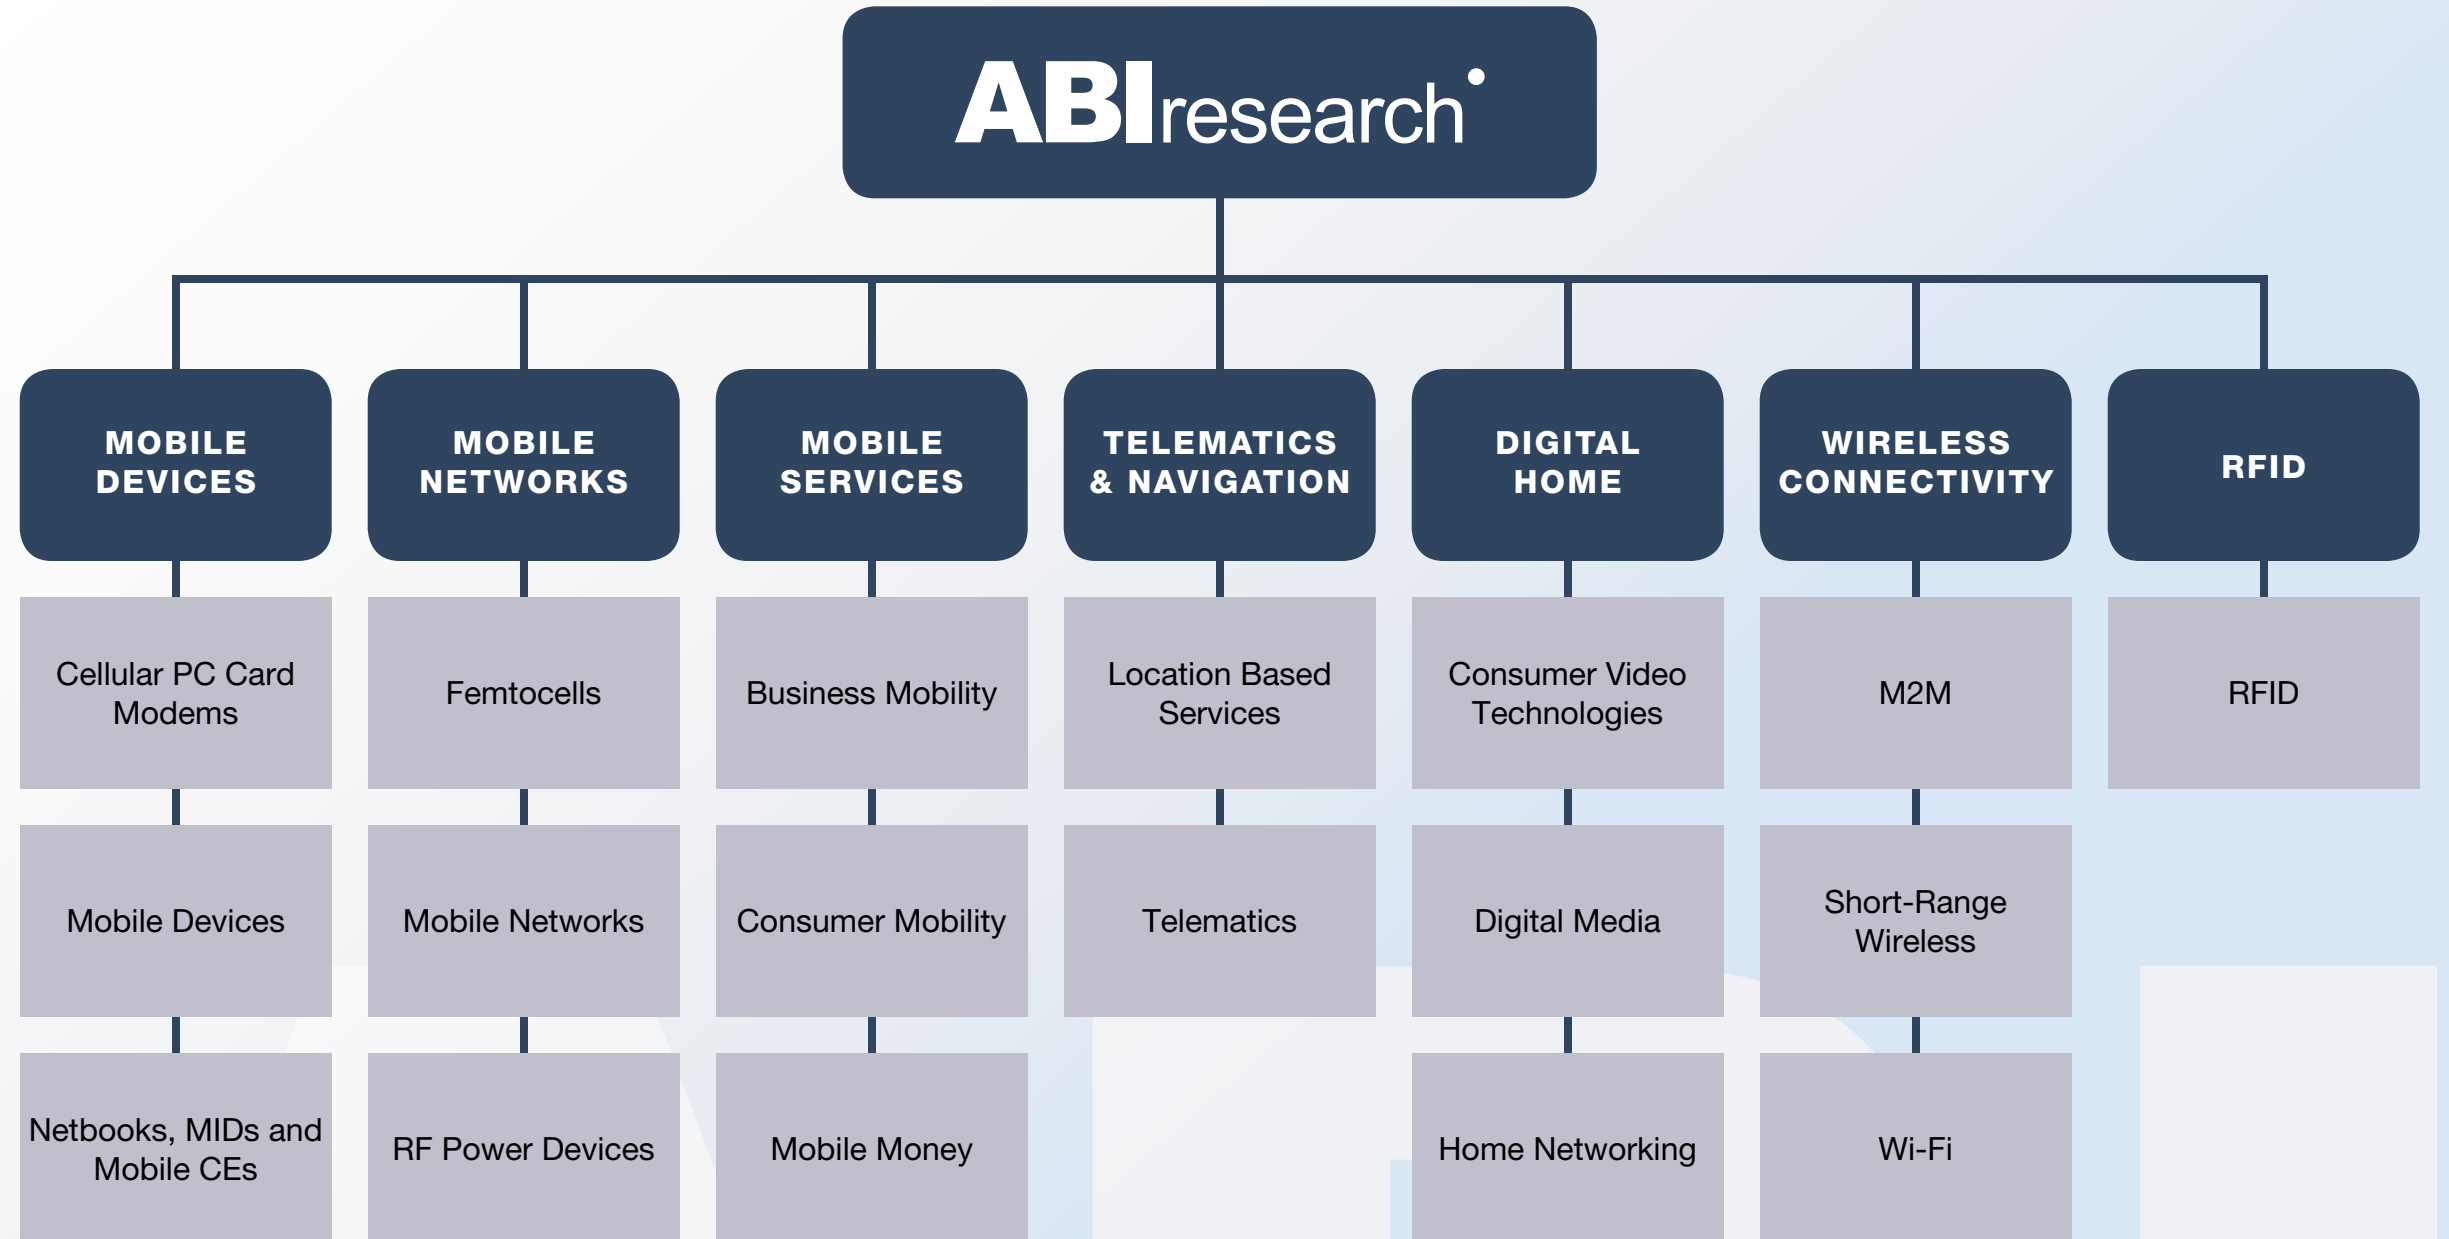 ABIresearch
MOBILE
DEVICES
MOBILE
NETWORKS
MOBILE
SERVICES
TELEMATICS
& NAVIGATION
DIGITAL
HOME
WIRELESS
CONNECTIVITY
RFID
Cellular PC Card
Modems
Femtocells
Business Mobility
Location Based
Services
Consumer Video
Technologies
M2M
RFID
Mobile Devices
Mobile Networks
Consumer Mobility
Telematics
Digital Media
Short-Range
Wireless
Netbooks, MIDs and
Mobile CEs
RF Power Devices
Mobile Money
Home Networking
Wi-Fi